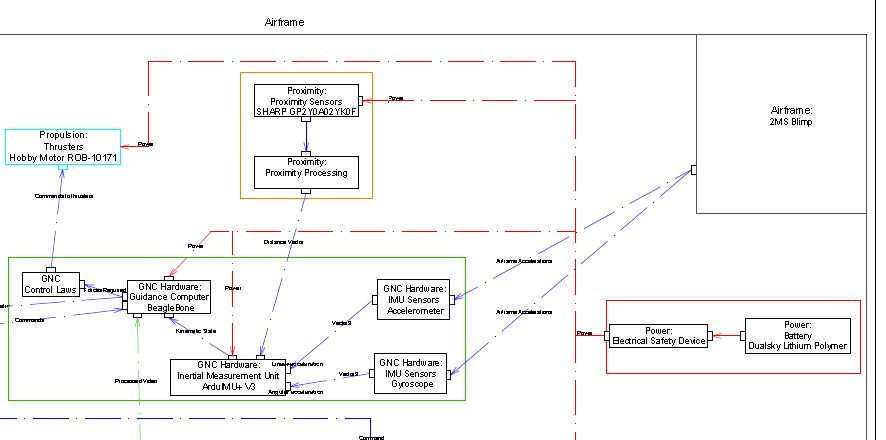 Airframe
Proximity:
Proximity Sensors
SHARP GP2Y0A02YK0F
Power
Airframe:
2MS Blimp
Propulsion:
Thrusters
Hobby Motor ROB-10171
Power
Proximity:
Proximity Processing
Commands to thrusters
Distance Vector
Power
Airframe Accelerations
GNC
Control Laws
Forces Required
GNC Hardware:
Guidance Computer
BeagleBone
Power
GNC Hardware:
IMU Sensors
Accelerometer
Airframe Accelerations
Commands
Kinematic State
Vector3
Power
Power:
Electrical Safety Device
Power:
Battery
Dualsky Lithium Polymer
GNC Hardware:
Inertial Measurement Unit
ArduIMU+ V3
Linear Acceleration
Vector3
Angular Acceleration
GNC Hardware:
IMU Sensors
Gyroscope
Processed Video
Command